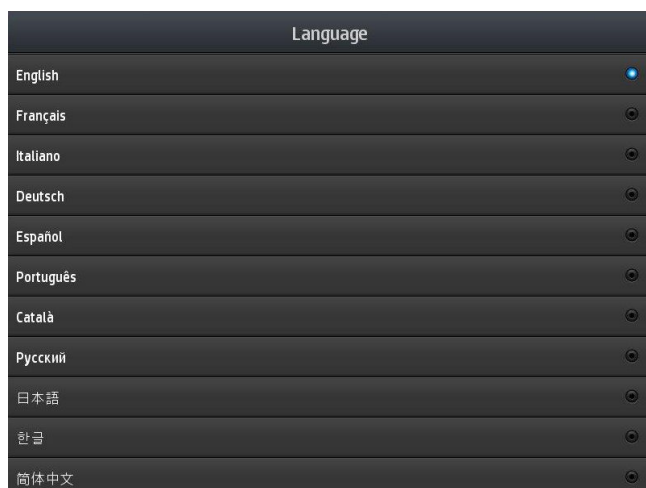 Language
English
Français
Italiano
Deutsch
Español
Português
Català
Русский
日本語
한글
简体中文